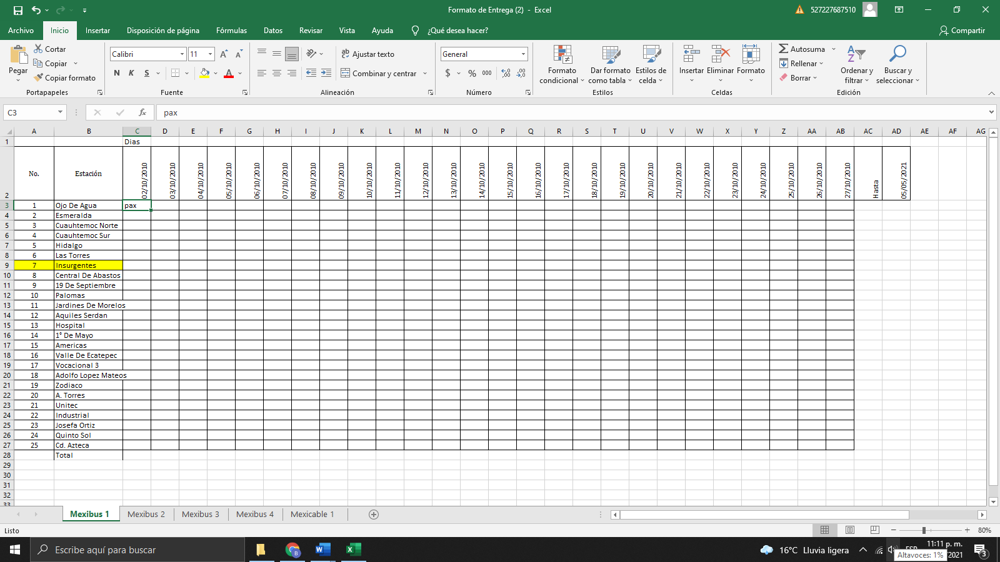 Formato de Entrega (2) - Excel
527227687510
Archivo Inicio Insertar Disposición de página Fórmulas Datos Revisar Vista Ayuda ¿Qué desea hacer? Compartir
Pegar
Cortar
Copiar
Copiar formato
Portapapeles
Calibri 11
N K S
Fuente
Ajustar texto
Combinar y centrar
Alineación
General
$ % 000
Número
Formato condicional
Dar formato como tabla
Estilos de celda
Estilos
Insertar Eliminar Formato
Celdas
Autosuma
Rellenar
Borrar
Ordenar y filtrar
Buscar y seleccionar
Edición
C3 fx pax
A B C D E F G H I J K L M N O P Q R S T U V W X Y Z AA AB AC AD AE AF AG
1 Dias
2 No. Estación 02/10/2010 03/10/2010 04/10/2010 05/10/2010 06/10/2010 07/10/2010 08/10/2010 09/10/2010 10/10/2010 11/10/2010 12/10/2010 13/10/2010 14/10/2010 15/10/2010 16/10/2010 17/10/2010 18/10/2010 19/10/2010 20/10/2010 21/10/2010 22/10/2010 23/10/2010 24/10/2010 25/10/2010 26/10/2010 27/10/2010 Hasta 05/05/2021
3 1 Ojo De Agua pax
4 2 Esmeralda
5 3 Cuauhtemoc Norte
6 4 Cuauhtemoc Sur
7 5 Hidalgo
8 6 Las Torres
9 7 Insurgentes
10 8 Central De Abastos
11 9 19 De Septiembre
12 10 Palomas
13 11 Jardines De Morelos
14 12 Aquiles Serdan
15 13 Hospital
16 14 1° De Mayo
17 15 Americas
18 16 Valle De Ecatepec
19 17 Vocacional 3
20 18 Adolfo Lopez Mateos
21 19 Zodiaco
22 20 A. Torres
23 21 Unitec
24 22 Industrial
25 23 Josefa Ortiz
26 24 Quinto Sol
27 25 Cd. Azteca
28 Total
29
30
31
32
33
Mexibus 1 Mexibus 2 Mexibus 3 Mexibus 4 Mexicable 1
Listo 80%
Escribe aquí para buscar
16°C Lluvia ligera
11:11 p. m.
Altavoces: 1%
/2021
3